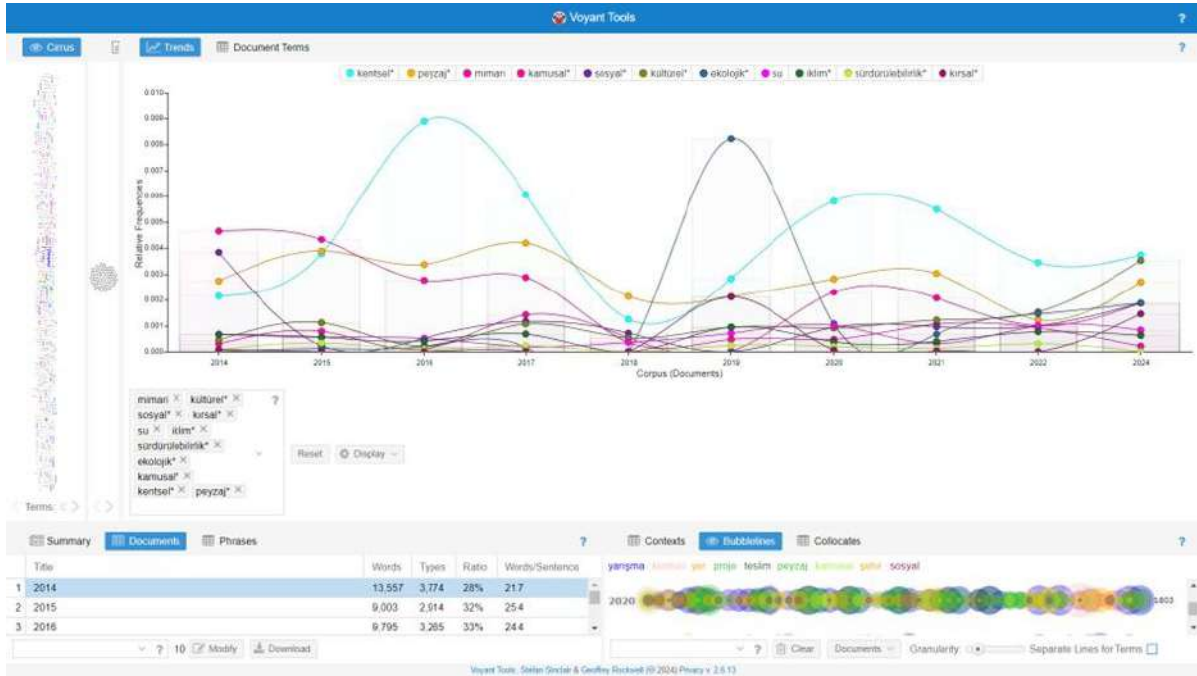 Voyant Tools
?
Cirrus
Trends
Document Terms
?
kentsel* peyzaj* mimari kamusal* sosyal* kültürel* ekolojik* su iklim* sürdürülebilirlik* kırsal*
Relative Frequencies
0.010
0.009
0.008
0.007
0.006
0.005
0.004
0.003
0.002
0.001
0.000
2014 2015 2016 2017 2018 2019 2020 2021 2022 2024
Corpus (Documents)
mimari × kültürel* × ?
sosyal* × kırsal* ×
su × iklim* ×
sürdürülebilirlik* ×
ekolojik* ×
kamusal* ×
kentsel* × peyzaj* ×
Reset Display
Terms:
Summary Documents Phrases ?
Title Words Types Ratio Words/Sentence
1 2014 13,557 3,774 28% 21.7
2 2015 9,003 2,914 32% 25.4
3 2016 9,795 3,265 33% 24.4
? 10 Modify Download
Contexts Bubblelines Collocates ?
yarışma kentsel yer proje teslim peyzaj kamusal şehir sosyal
2020 1803
? Clear Documents Granularity: Separate Lines for Terms
Voyant Tools, Stéfan Sinclair & Geoffrey Rockwell (© 2024) Privacy v. 2.6.13